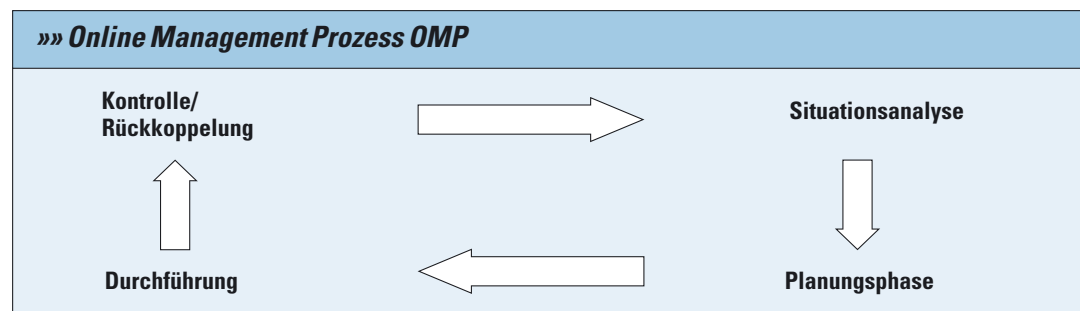 »» Online Management Prozess OMP
Kontrolle/
Rückkoppelung
Situationsanalyse
Durchführung
Planungsphase